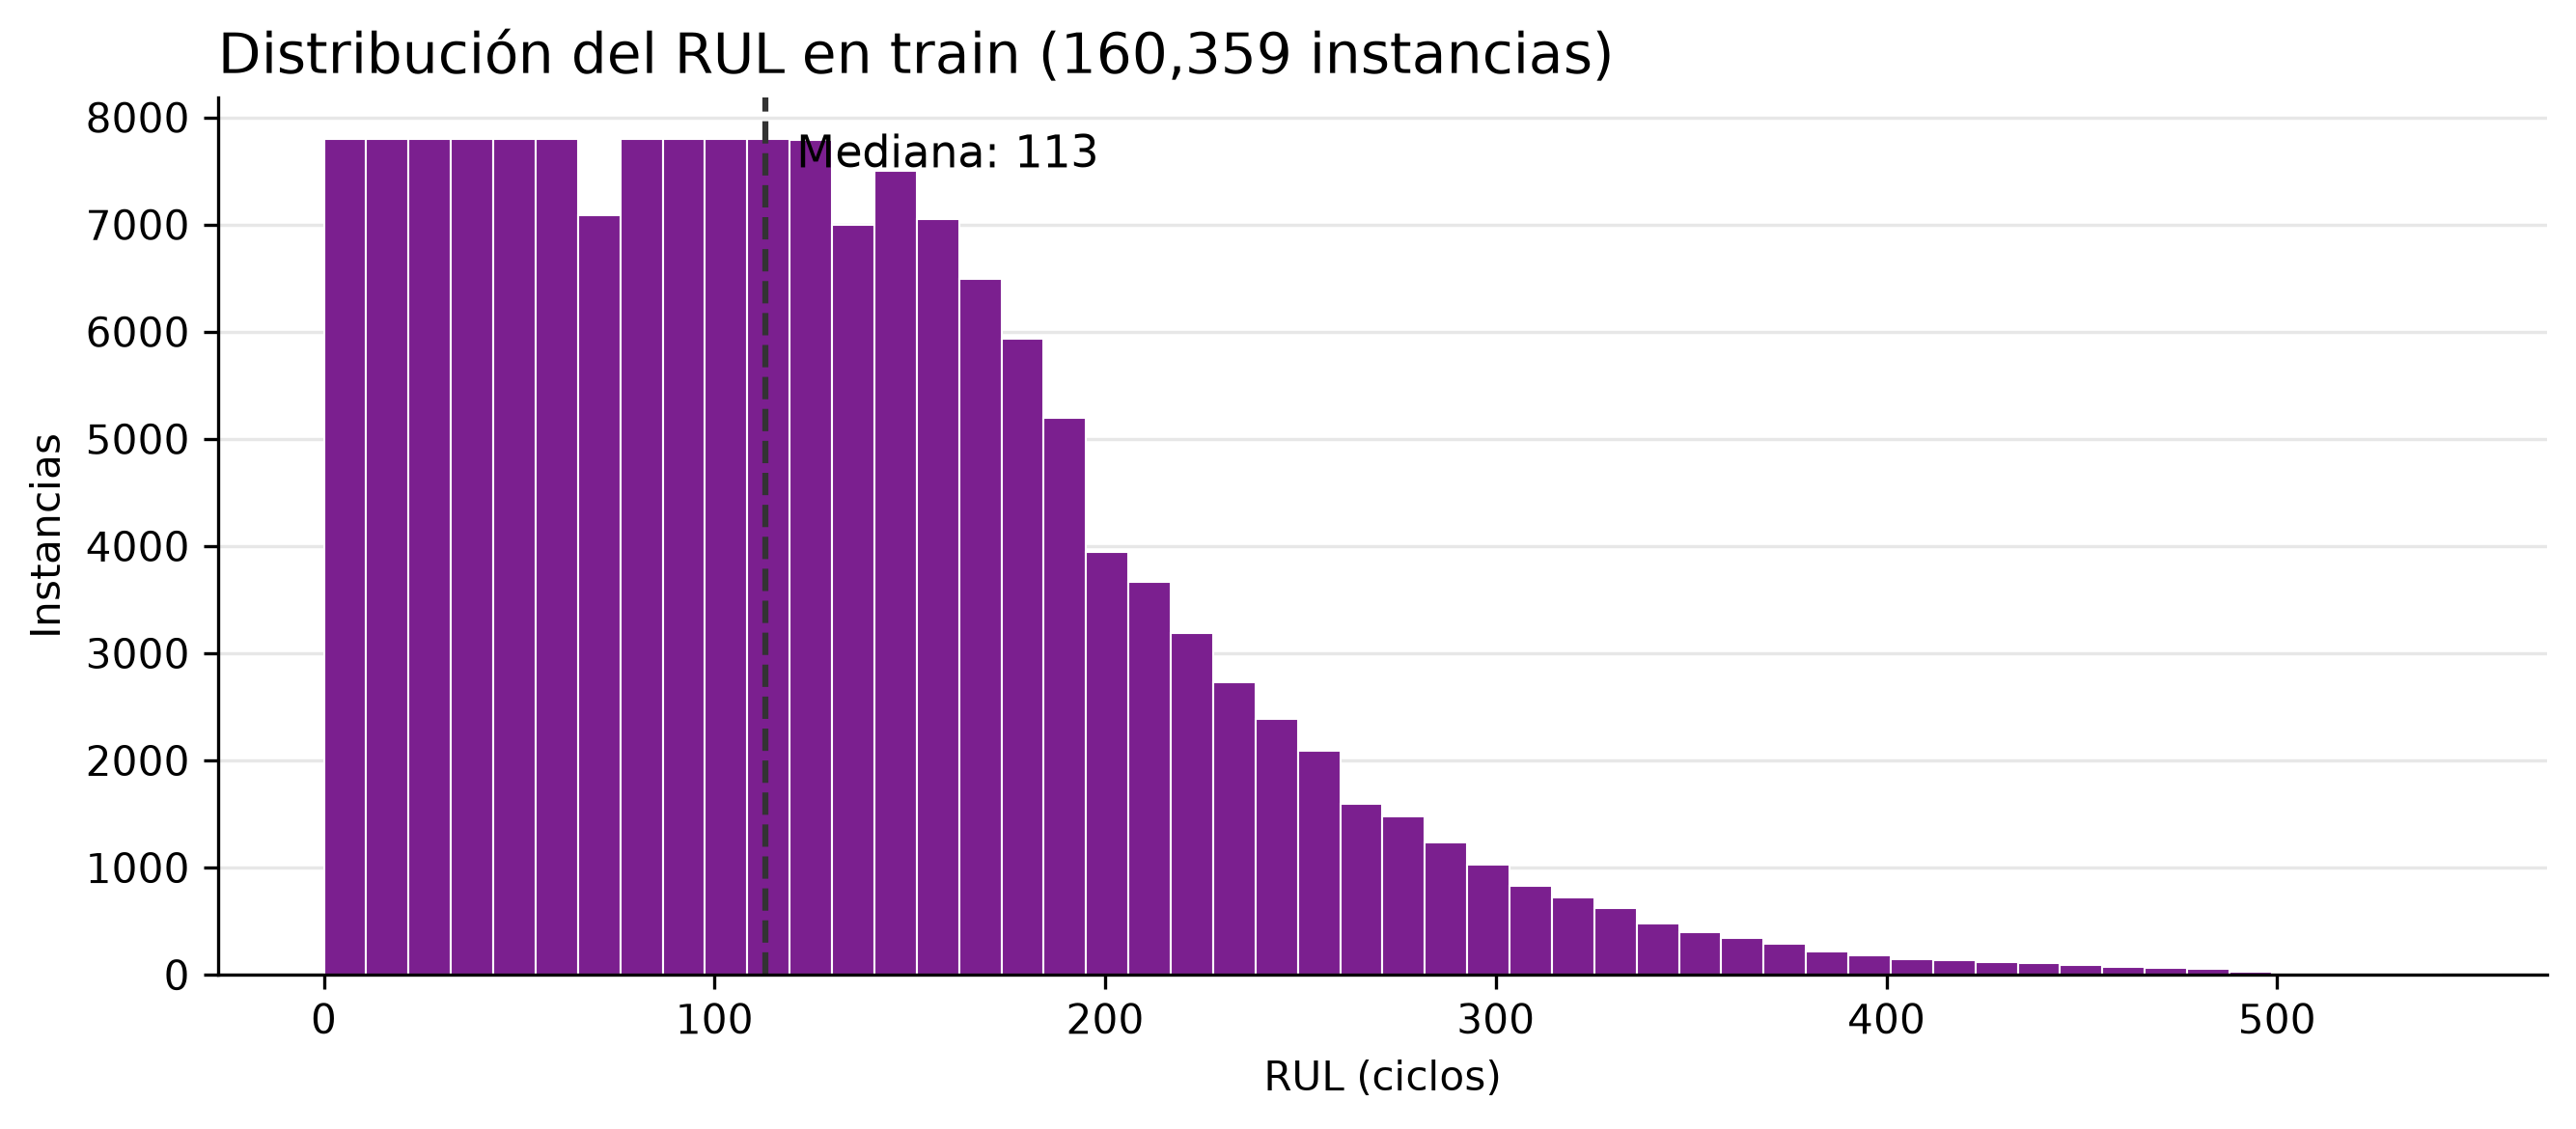 Distribución del RUL en train (160,359 instancias)
8000
Mediana: 113
7000
6000
5000
4000
3000
2000
1000
0
Instancias
0 100 200 300 400 500
RUL (ciclos)